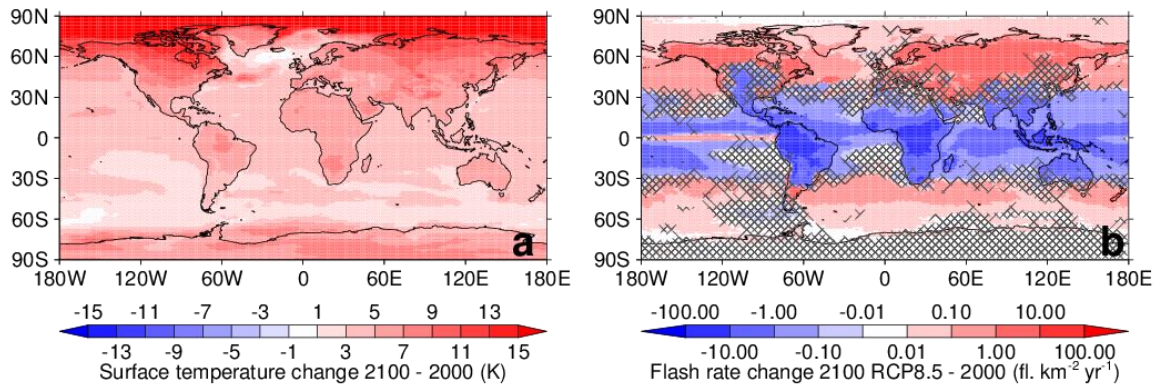 90N 90N
60N 60N
30N 30N
0 0
30S 30S
60S 60S
90S a 90S b
180W 120W 60W 0 60E 120E 180E 180W 120W 60W 0 60E 120E 180E
-15 -11 -7 -3 1 5 9 13 -100.00 -1.00 -0.01 0.10 10.00
-13 -9 -5 -1 3 7 11 15 -10.00 -0.10 0.01 1.00 100.00
Surface temperature change 2100 - 2000 (K) Flash rate change 2100 RCP8.5 - 2000 (fl. km⁻² yr⁻¹)